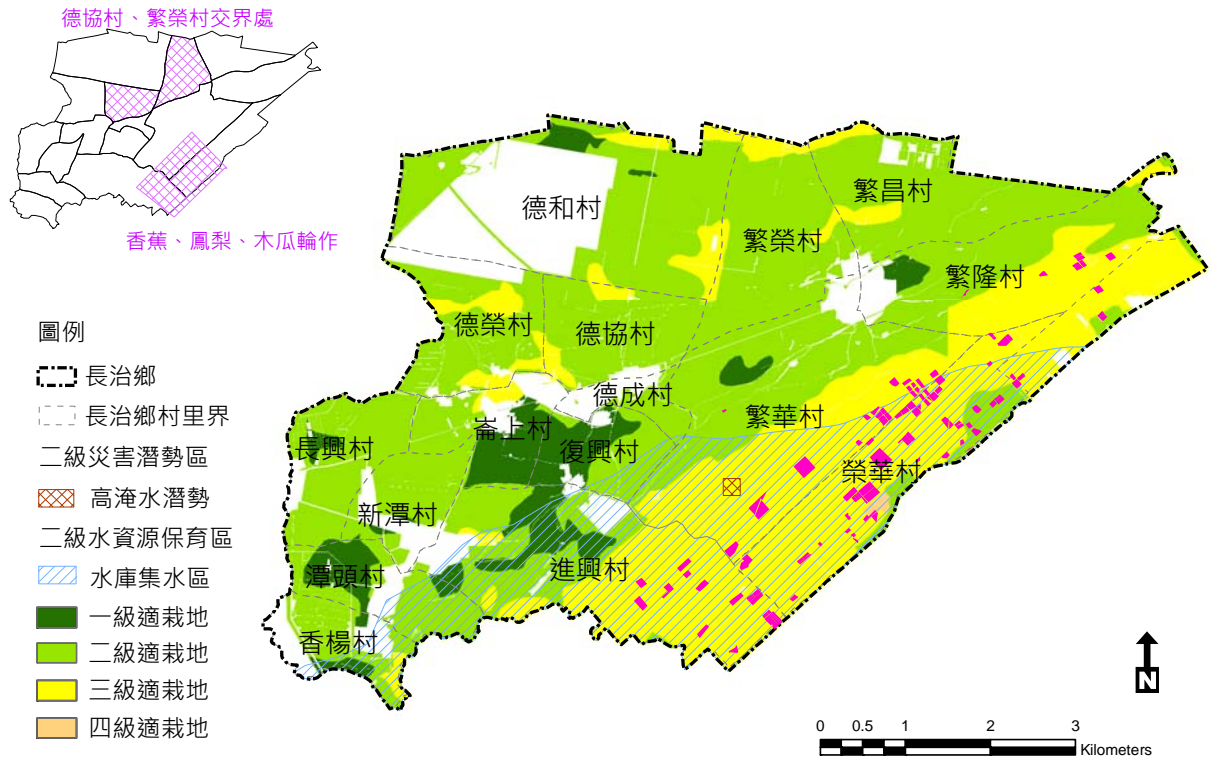 德協村、繁榮村交界處
香蕉、鳳梨、木瓜輪作
德和村
繁昌村
繁榮村
繁隆村
德榮村
德協村
德成村
繁華村
崙上村
復興村
長興村
榮華村
新潭村
進興村
潭頭村
香楊村
圖例
長治鄉
長治鄉村里界
二級災害潛勢區
高淹水潛勢
二級水資源保育區
水庫集水區
一級適栽地
二級適栽地
三級適栽地
四級適栽地
N
0 0.5 1 2 3
Kilometers